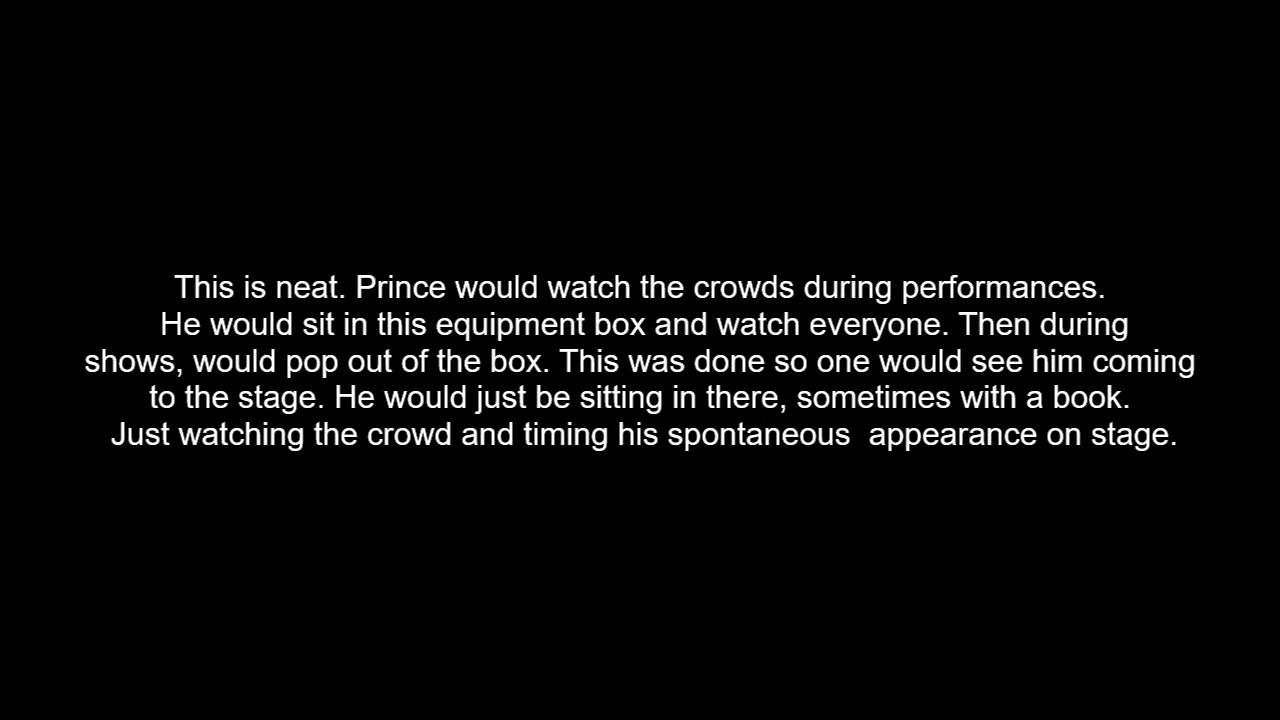 This is neat. Prince would watch the crowds during performances.
He would sit in this equipment box and watch everyone. Then during
shows, would pop out of the box. This was done so one would see him coming
to the stage. He would just be sitting in there, sometimes with a book.
Just watching the crowd and timing his spontaneous  appearance on stage.